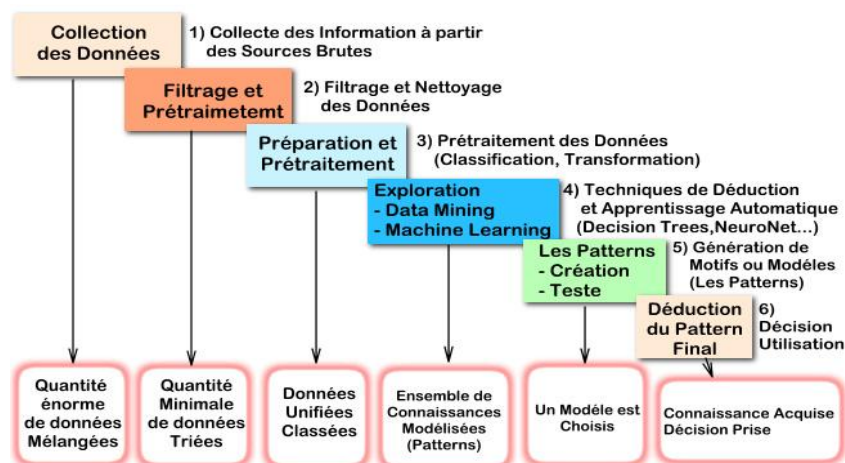 Collection
des Données
1) Collecte des Information à partir
des Sources Brutes
Filtrage et
Prétraimetemt
2) Filtrage et Nettoyage
des Données
Préparation et
Prétraitement
3) Prétraitement des Données
(Classification, Transformation)
Exploration
- Data Mining
- Machine Learning
4) Techniques de Déduction
et Apprentissage Automatique
(Decision Trees,NeuroNet...)
Les Patterns
- Création
- Teste
5) Génération de
Motifs ou Modéles
(Les Patterns)
Déduction
du Pattern
Final
6)
Décision
Utilisation
Quantité
énorme
de données
Mélangées
Quantité
Minimale
de données
Triées
Données
Unifiées
Classées
Ensemble de
Connaissances
Modélisées
(Patterns)
Un Modéle est
Choisis
Connaissance Acquise
Décision Prise